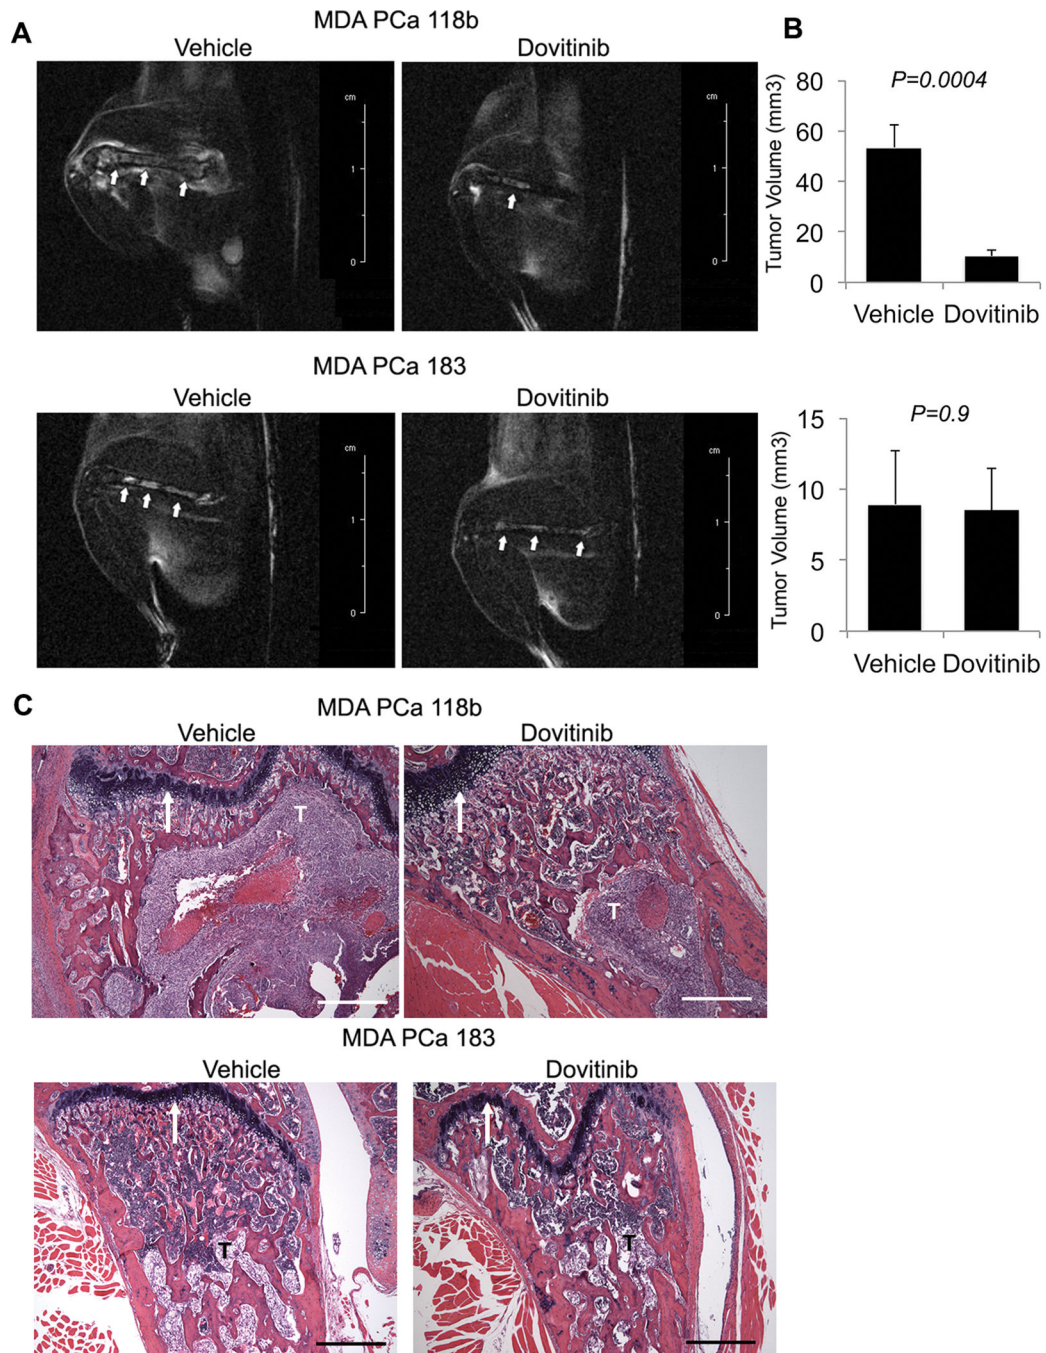 A
MDA PCa 118b
Vehicle
Dovitinib
cm
1
0
cm
1
0
B
P=0.0004
Tumor Volume (mm3)
80
60
40
20
0
Vehicle Dovitinib
MDA PCa 183
Vehicle
Dovitinib
cm
1
0
cm
1
0
P=0.9
Tumor Volume (mm3)
15
10
5
0
Vehicle Dovitinib
C
MDA PCa 118b
Vehicle
Dovitinib
T
T
MDA PCa 183
Vehicle
Dovitinib
T
T